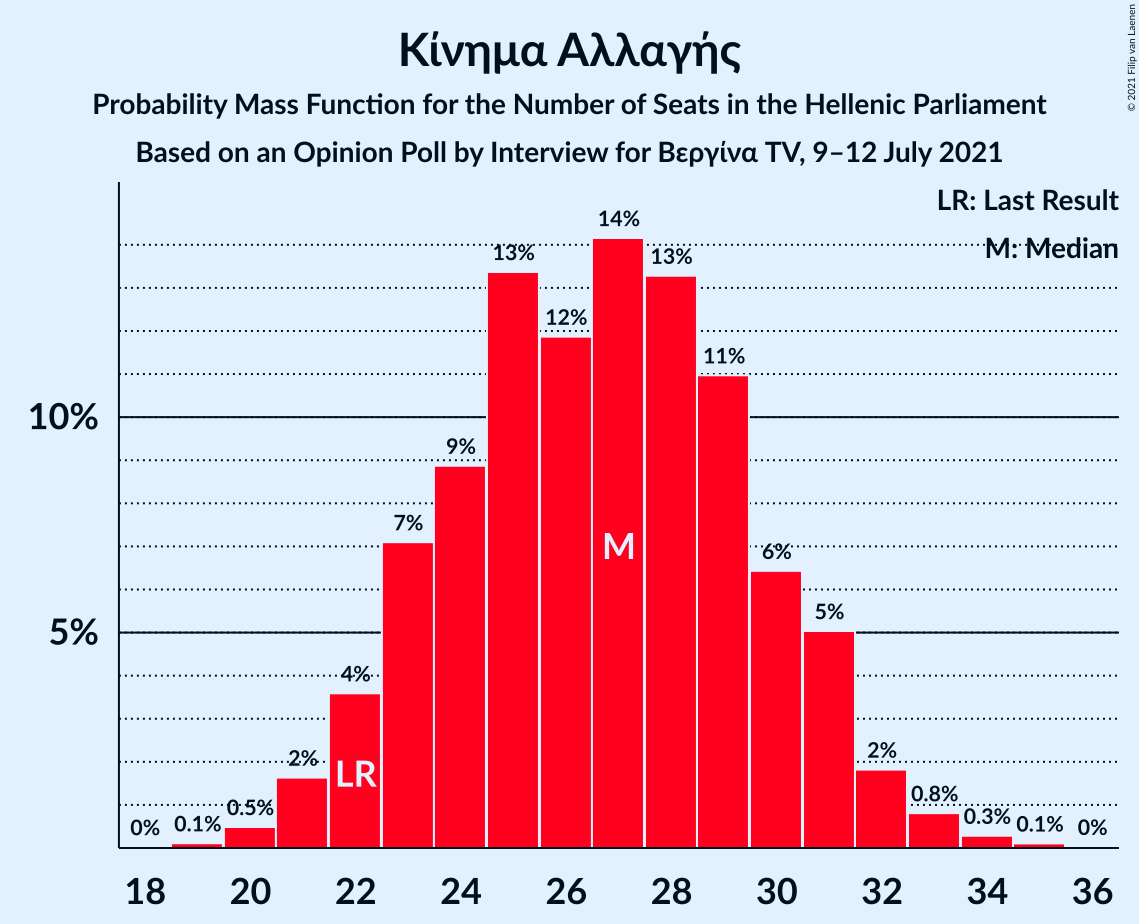 Κίνημα Αλλαγής
Probability Mass Function for the Number of Seats in the Hellenic Parliament
Based on an Opinion Poll by Interview for Βεργίνα TV, 9–12 July 2021
© 2021 Filip van Laenen
LR: Last Result
M: Median
10%
5%
0%
0.1%
0.5%
2%
4%
7%
9%
13%
12%
14%
13%
11%
6%
5%
2%
0.8%
0.3%
0.1%
0%
LR
M
18 20 22 24 26 28 30 32 34 36